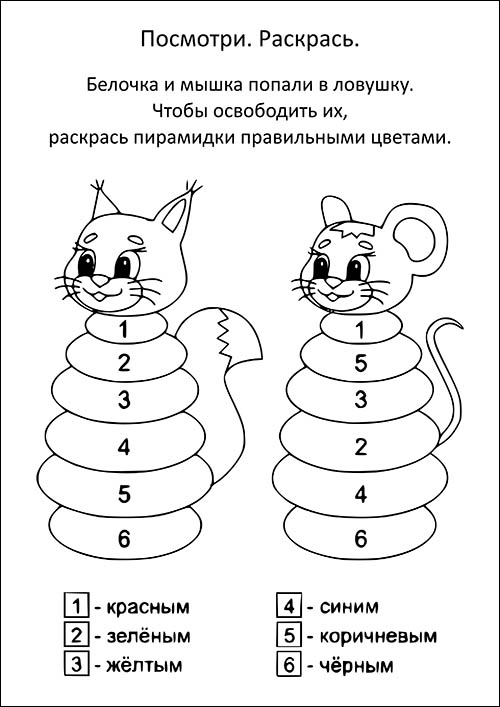 Посмотри. Раскрась.
Белочка и мышка попали в ловушку.
Чтобы освободить их,
раскрась пирамидки правильными цветами.
1 1
2 5
3 3
4 2
5 4
6 6
1 - красным 4 - синим
2 - зелёным 5 - коричневым
3 - жёлтым 6 - чёрным